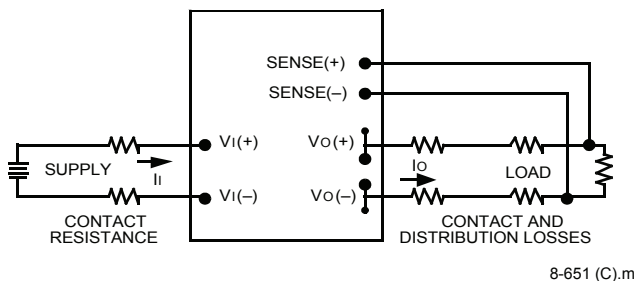 SENSE(+)
SENSE(–)
VI(+)
VO(+)
SUPPLY
II
IO
LOAD
VI(–)
VO(–)
CONTACT
RESISTANCE
CONTACT AND
DISTRIBUTION LOSSES
8-651 (C).m